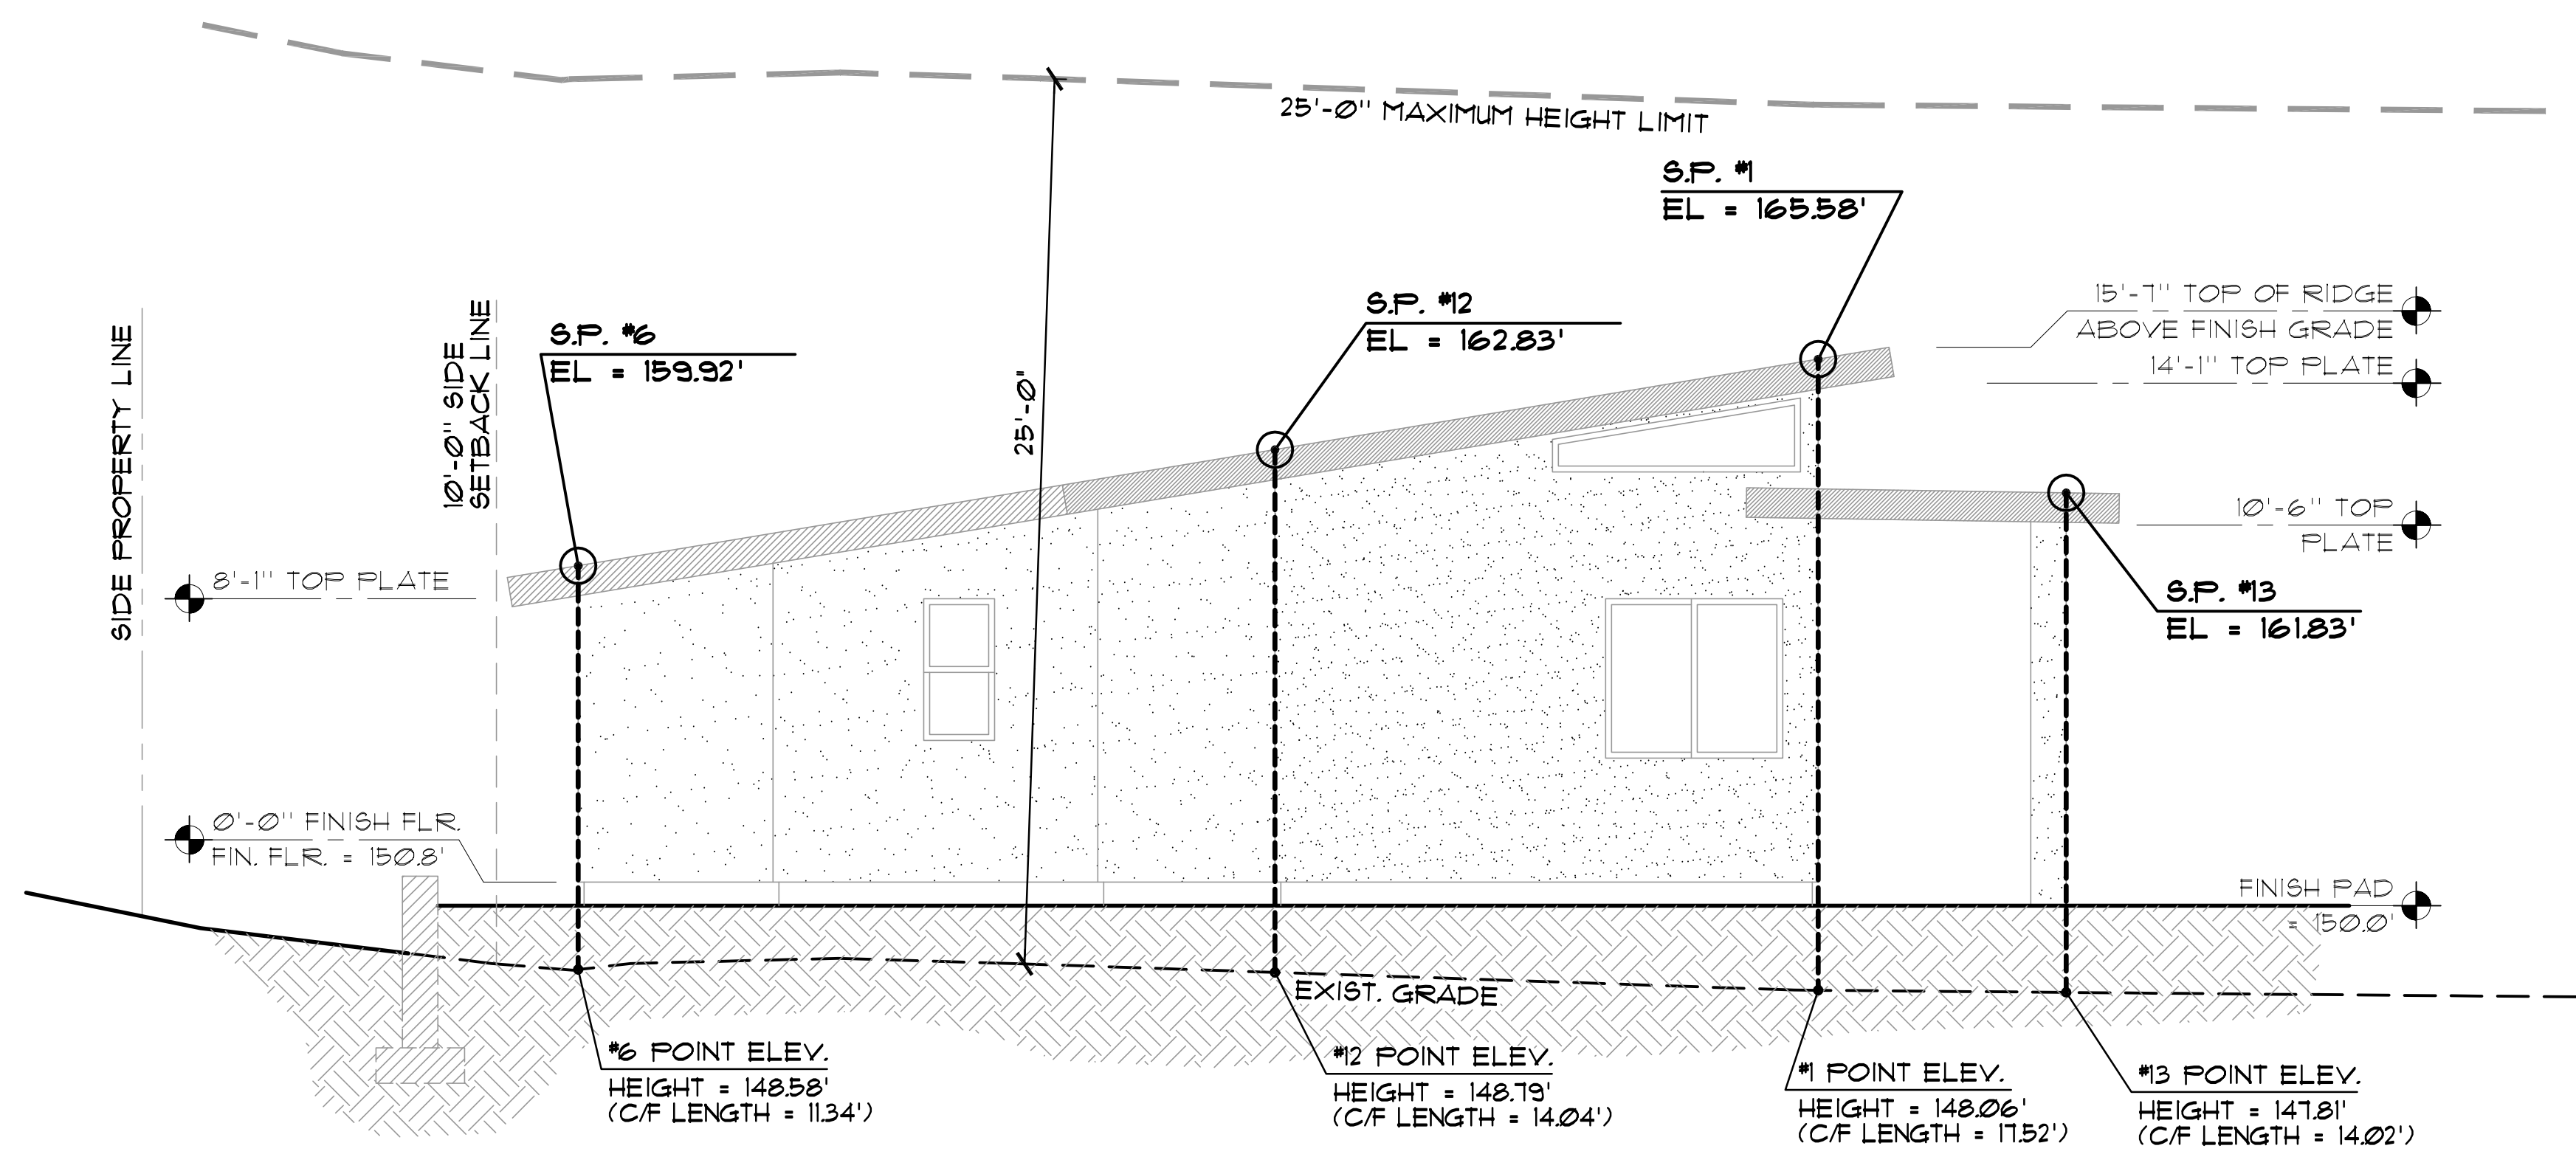 25'-0" MAXIMUM HEIGHT LIMIT
S.P. #1
EL = 165.58'
S.P. #12
EL = 162.83'
S.P. #6
EL = 159.92'
15'-7" TOP OF RIDGE
ABOVE FINISH GRADE
14'-1" TOP PLATE
SIDE PROPERTY LINE
10'-0" SIDE
SETBACK LINE
25'-0"
10'-6" TOP
PLATE
8'-1" TOP PLATE
S.P. #13
EL = 161.83'
0'-0" FINISH FLR.
FIN. FLR. = 150.8'
FINISH PAD
= 150.0'
EXIST. GRADE
#6 POINT ELEV.
HEIGHT = 148.58'
(C/F LENGTH = 11.34')
#12 POINT ELEV.
HEIGHT = 148.79'
(C/F LENGTH = 14.04')
#1 POINT ELEV.
HEIGHT = 148.06'
(C/F LENGTH = 17.52')
#13 POINT ELEV.
HEIGHT = 147.81'
(C/F LENGTH = 14.02')